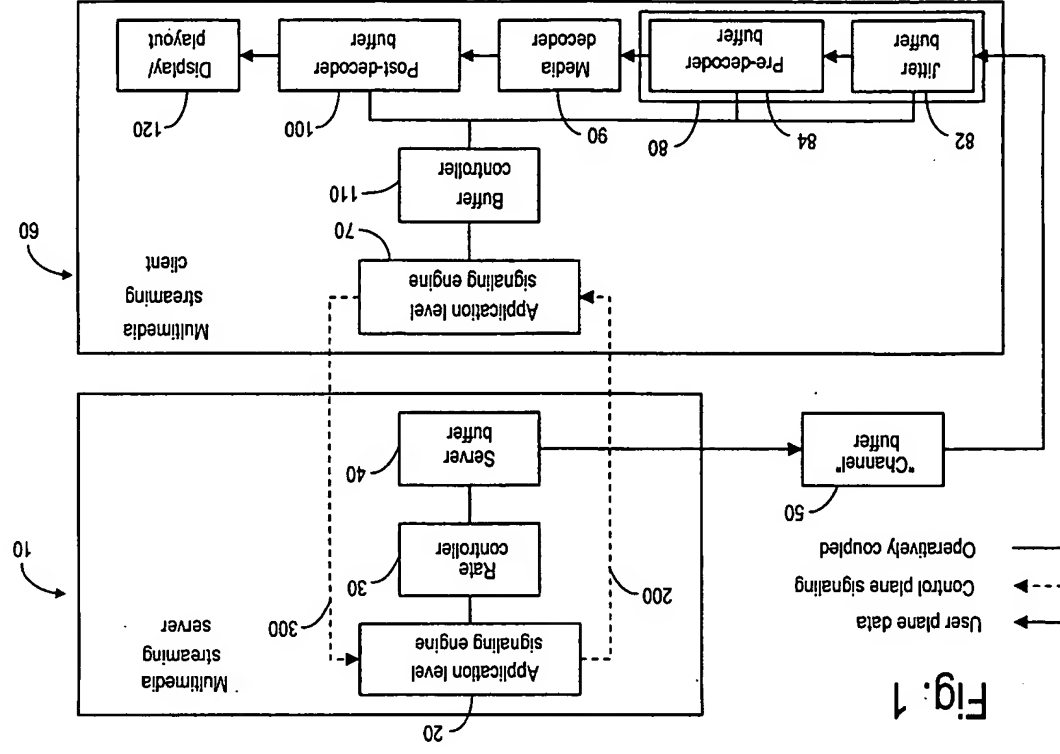 Fig. 1
User plane data
Control plane signaling
Operatively coupled
20
Application level
signaling engine
Multimedia
streaming
server
10
200
300
Rate
controller
30
50
"Channel"
buffer
Server
buffer
40
Application level
signaling engine
70
Multimedia
streaming
client
60
Buffer
controller
110
82
84
80
90
100
120
Jitter
buffer
Pre-decoder
buffer
Media
decoder
Post-decoder
buffer
Display/
playout